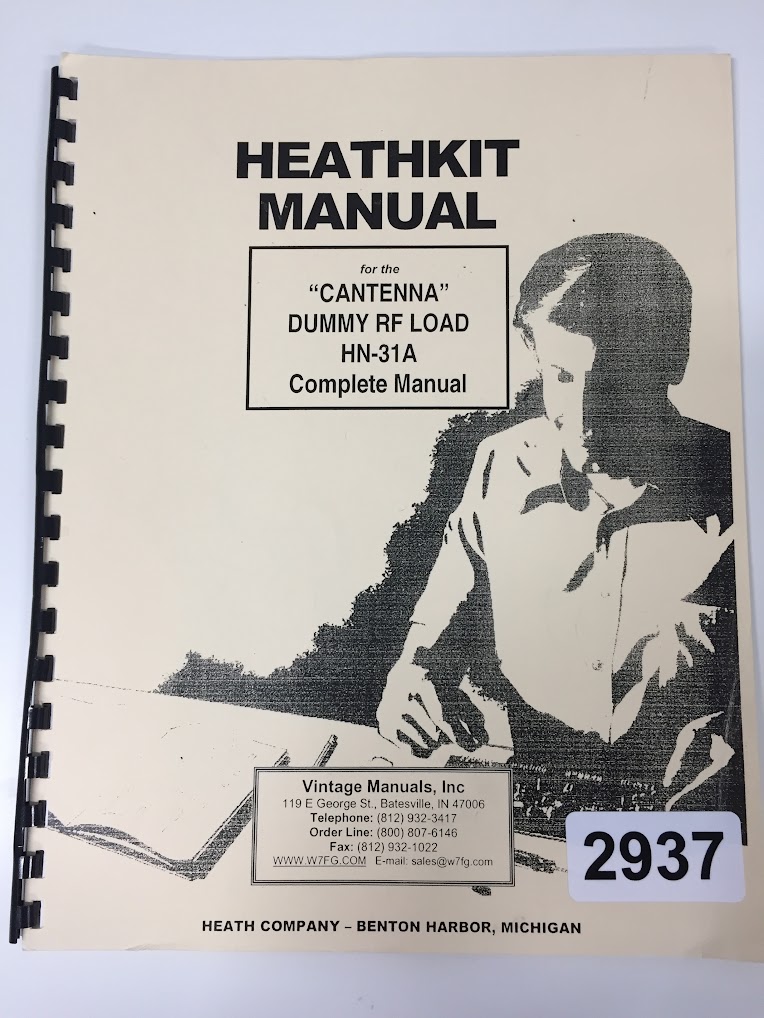 HEATHKIT
MANUAL
for the
“CANTENNA”
DUMMY RF LOAD
HN-31A
Complete Manual
Vintage Manuals, Inc
119 E George St., Batesville, IN 47006
Telephone: (812) 932-3417
Order Line: (800) 807-6146
Fax: (812) 932-1022
WWW.W7FG.COM E-mail: sales@w7fg.com
2937
HEATH COMPANY – BENTON HARBOR, MICHIGAN